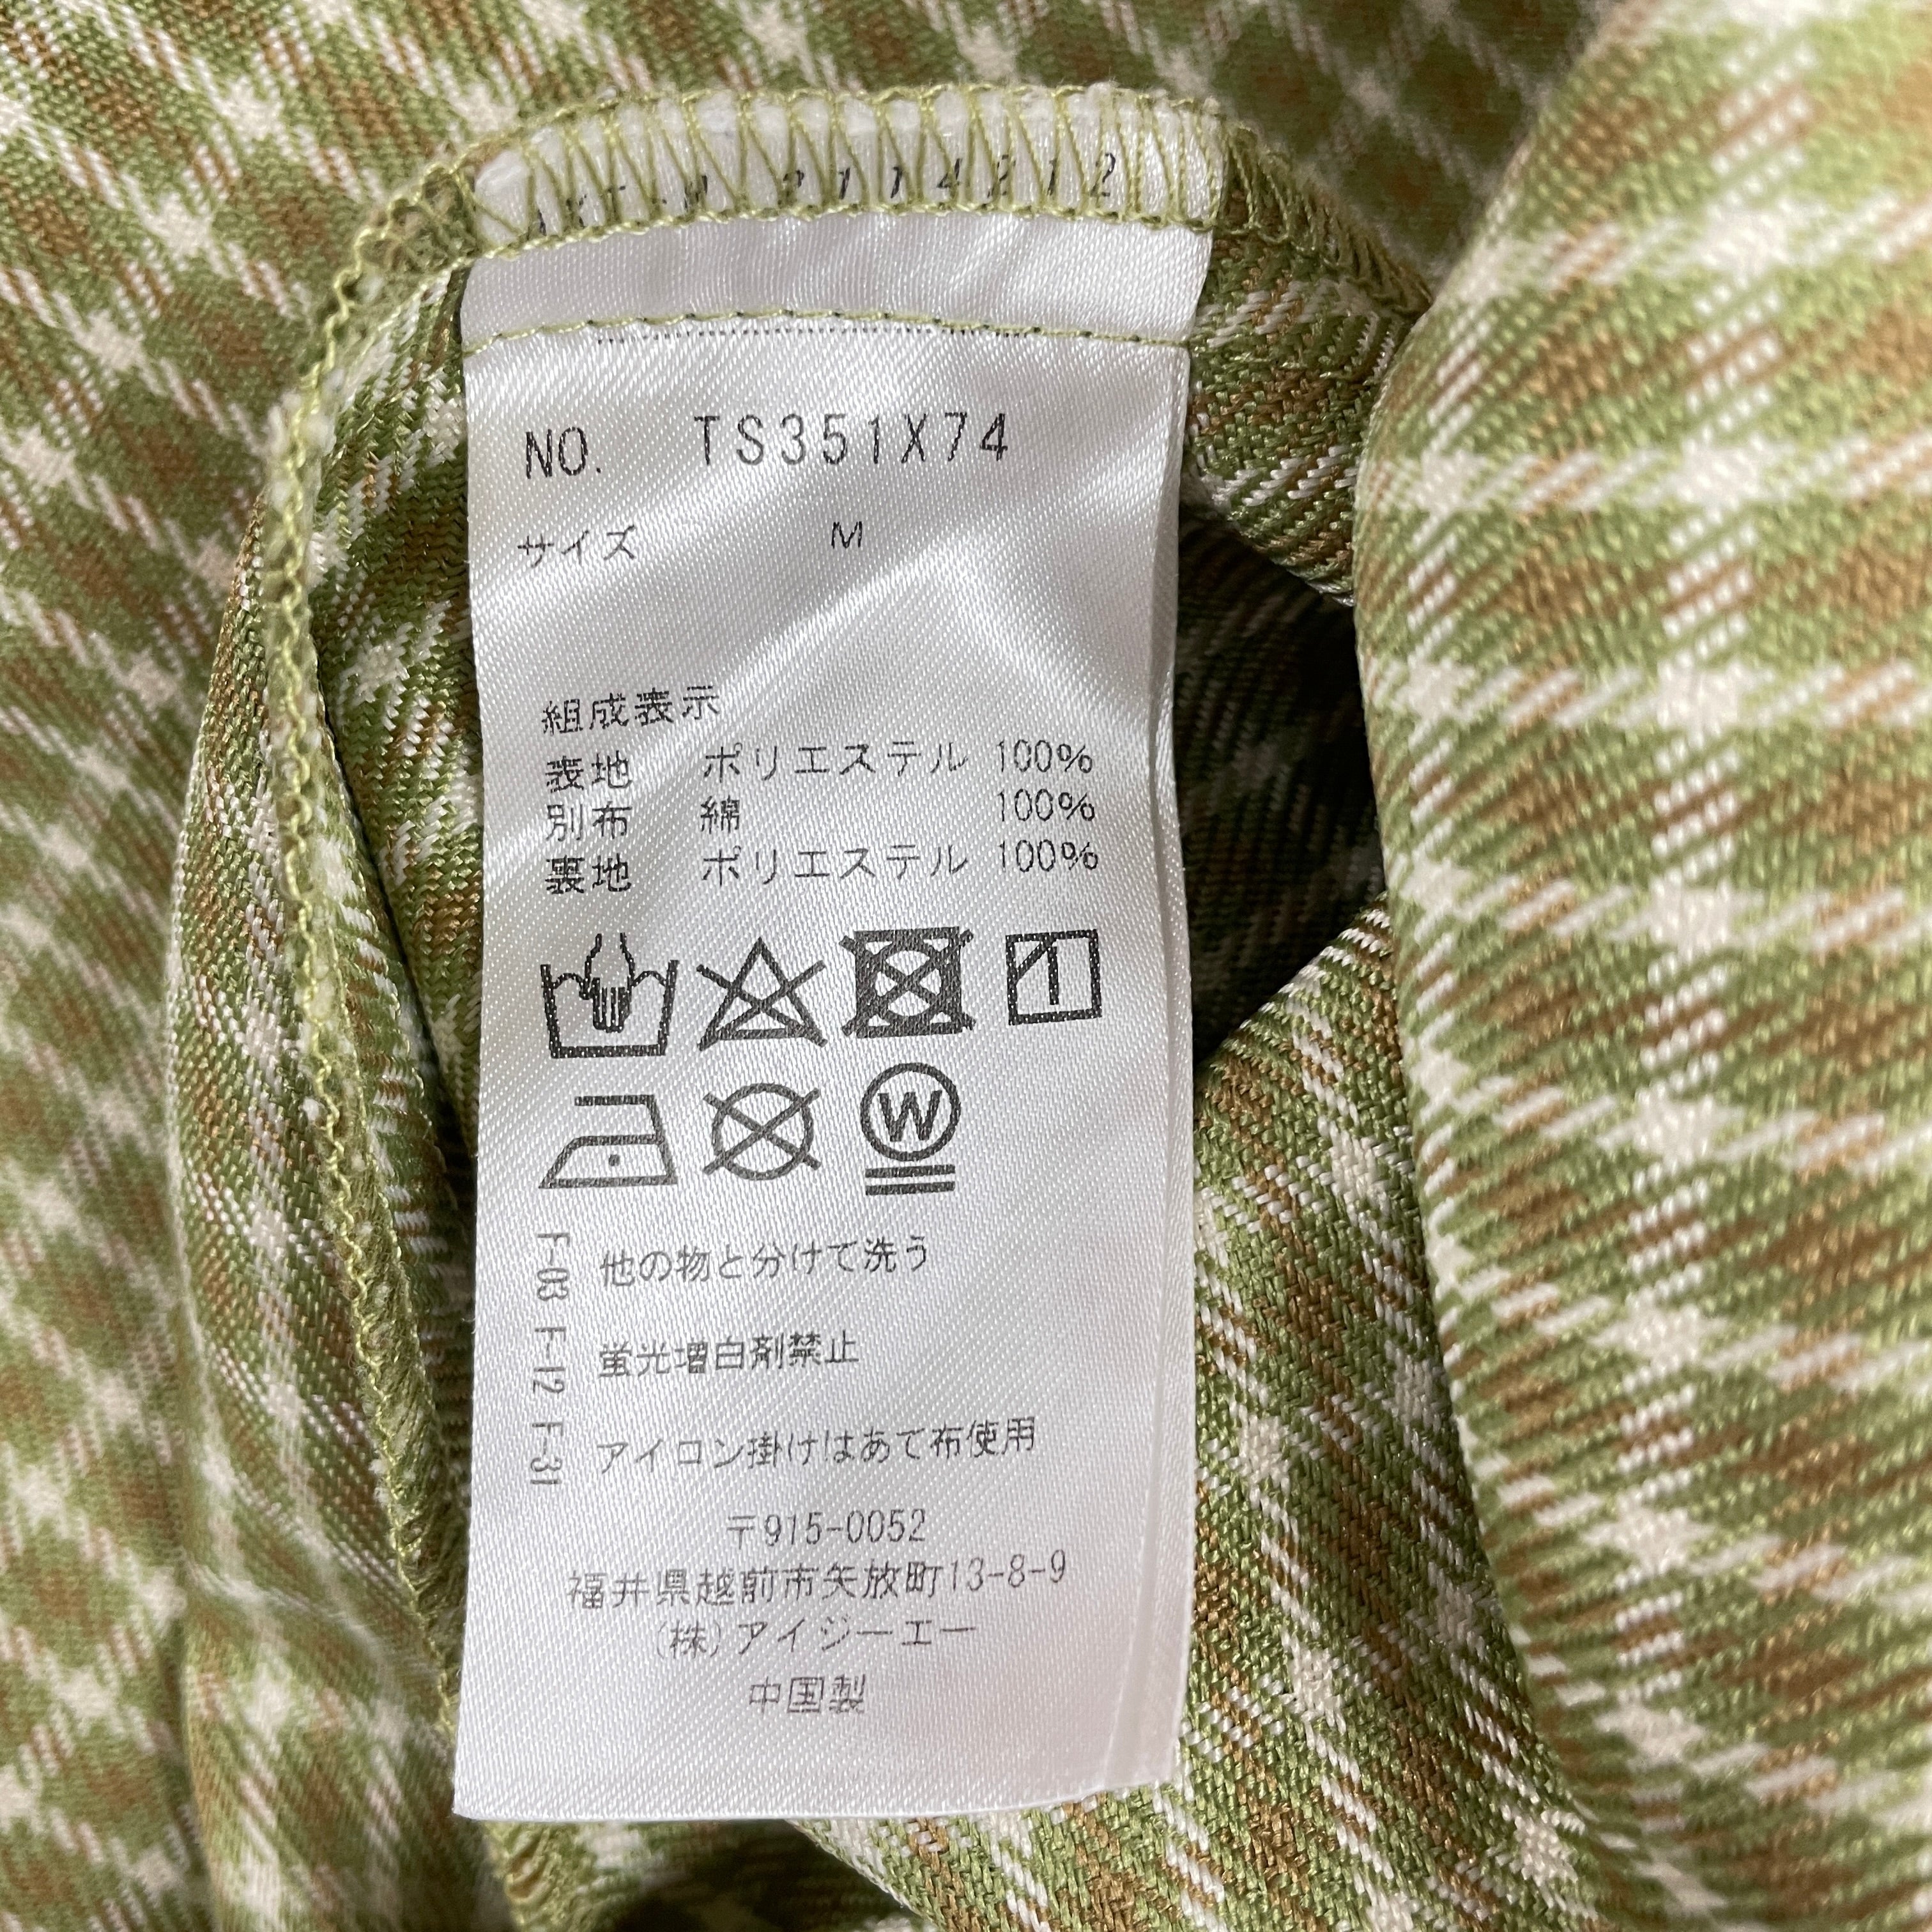 NO. TS351X74
サイズ M
組成表示
表地 ポリエステル 100%
別布 綿 100%
裏地 ポリエステル 100%
W
F-03 F-12 F-31
他の物と分けて洗う
蛍光増白剤禁止
アイロン掛けはあて布使用
〒915-0052
福井県越前市矢放町13-8-9
(株)アイジーエー
中国製